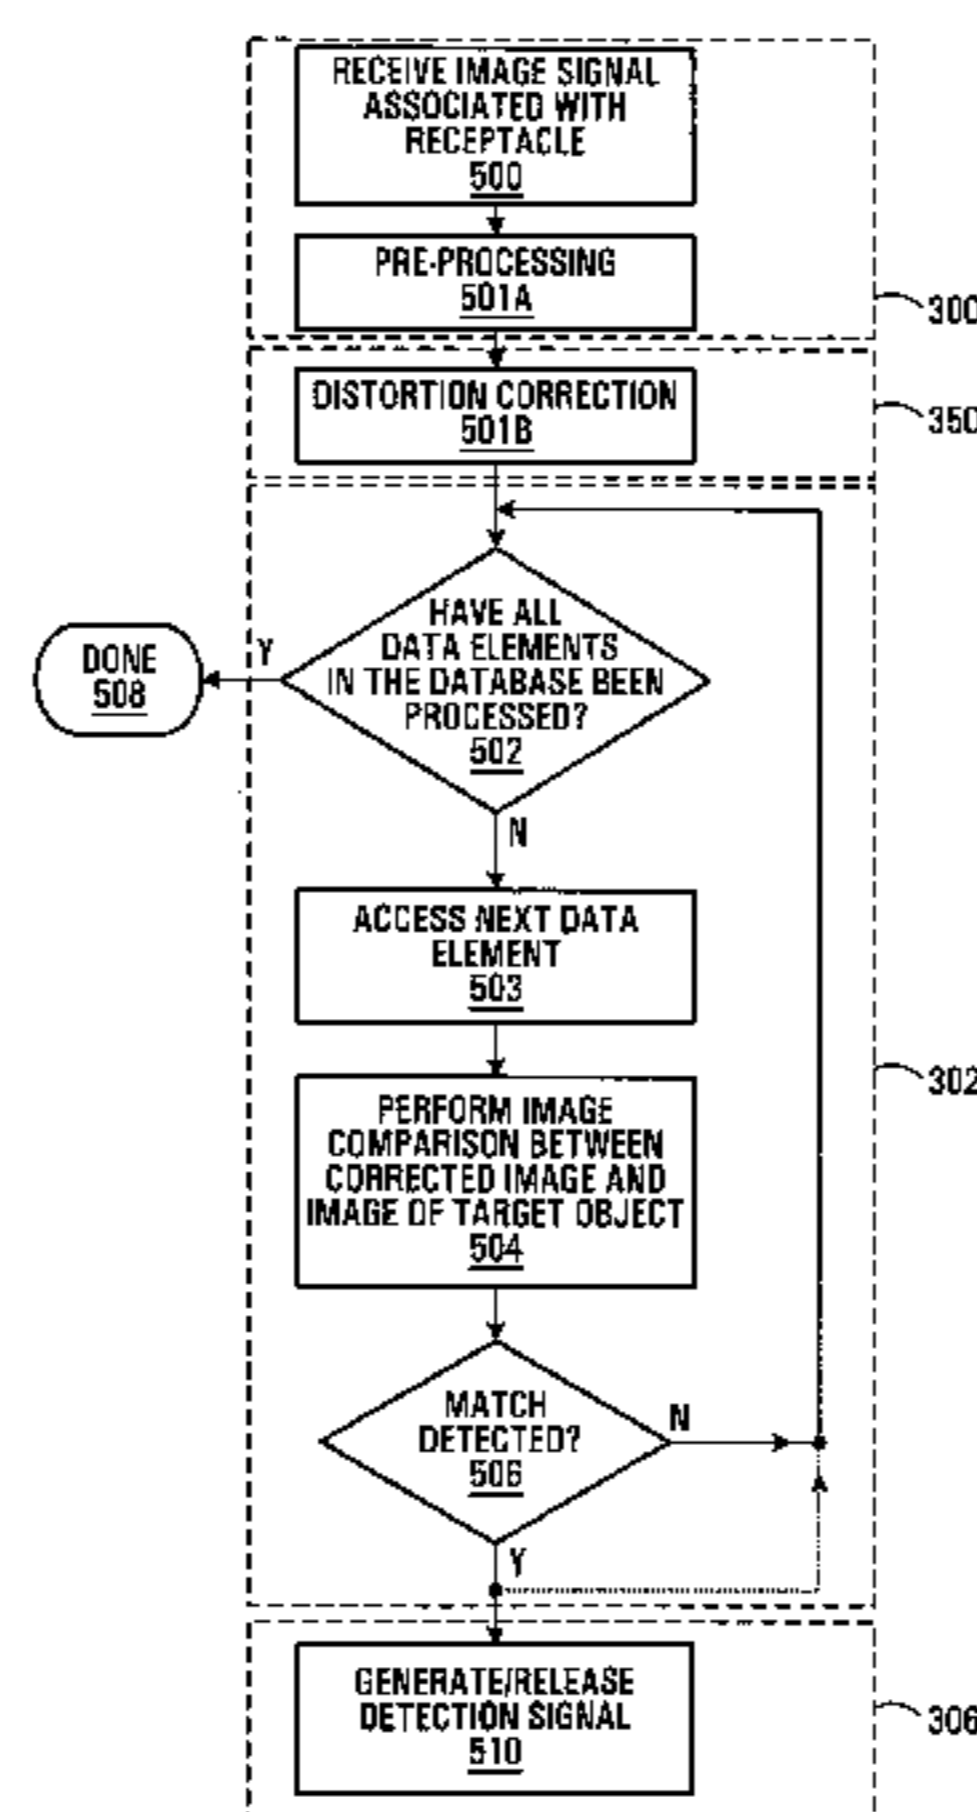 RECEIVE IMAGE SIGNAL
ASSOCIATED WITH
RECEPTACLE
500
PRE-PROCESSING
501A
300
DISTORTION CORRECTION
501B
350
HAVE ALL
DATA ELEMENTS
IN THE DATABASE BEEN
PROCESSED?
502
Y
DONE
508
N
ACCESS NEXT DATA
ELEMENT
503
302
PERFORM IMAGE
COMPARISON BETWEEN
CORRECTED IMAGE AND
IMAGE OF TARGET OBJECT
504
MATCH
DETECTED?
506
N
Y
GENERATE/RELEASE
DETECTION SIGNAL
510
306